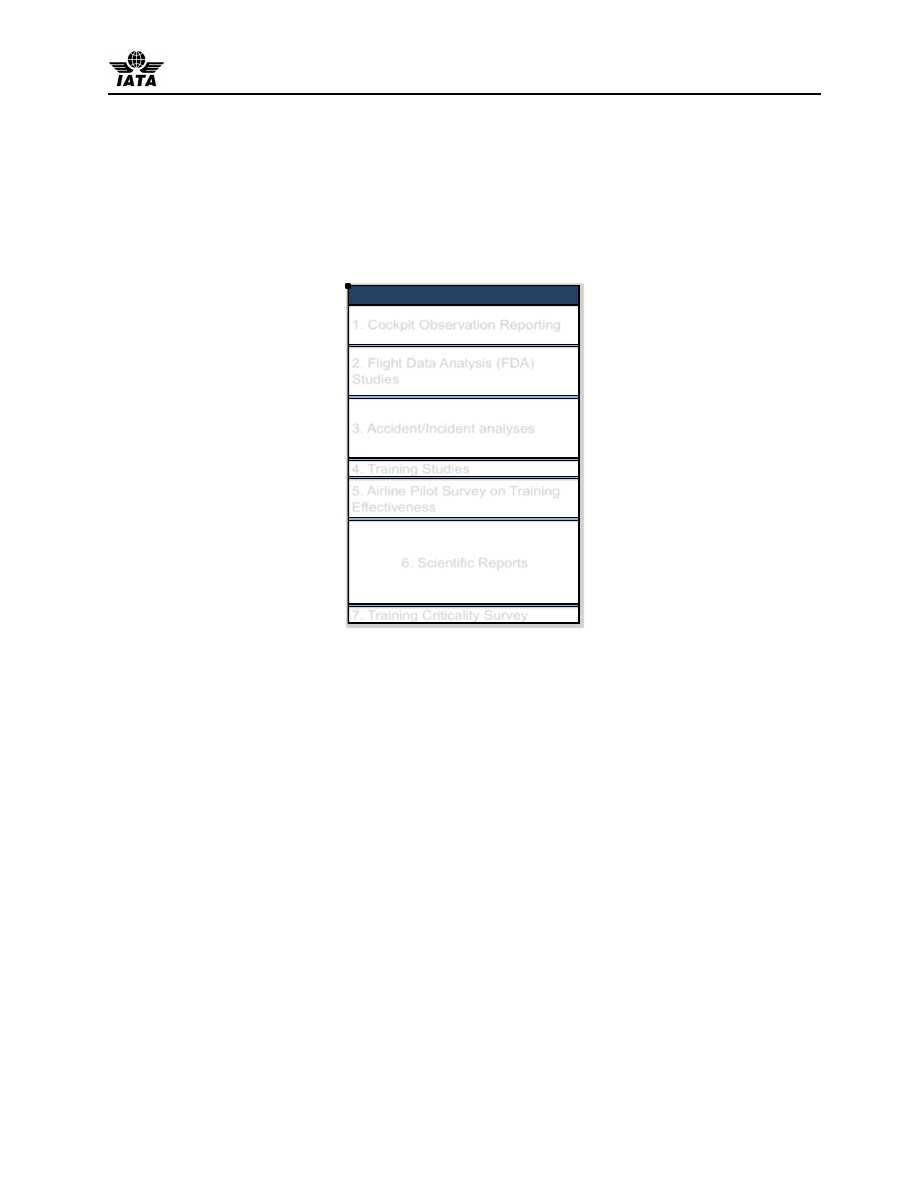 IATA
1. Cockpit Observation Reporting
2. Flight Data Analysis (FDA)
Studies
3. Accident/Incident analyses
4. Training Studies
5. Airline Pilot Survey on Training
Effectiveness
6. Scientific Reports
7. Training Criticality Survey